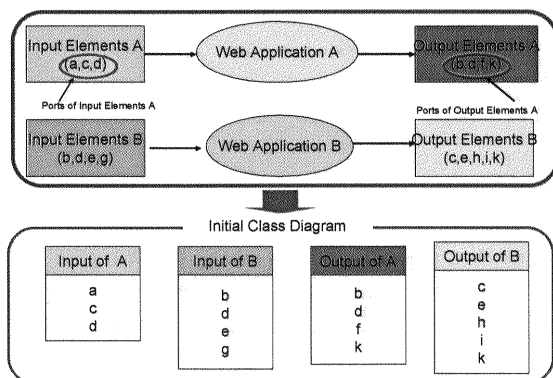 Input Elements A
(a,c,d)
Web Application A
Output Elements A
(b,d,f,k)
Ports of Input Elements A
Ports of Output Elements A
Input Elements B
(b,d,e,g)
Web Application B
Output Elements B
(c,e,h,i,k)
Initial Class Diagram
Input of A
a
c
d
Input of B
b
d
e
g
Output of A
b
d
f
k
Output of B
c
e
h
i
k